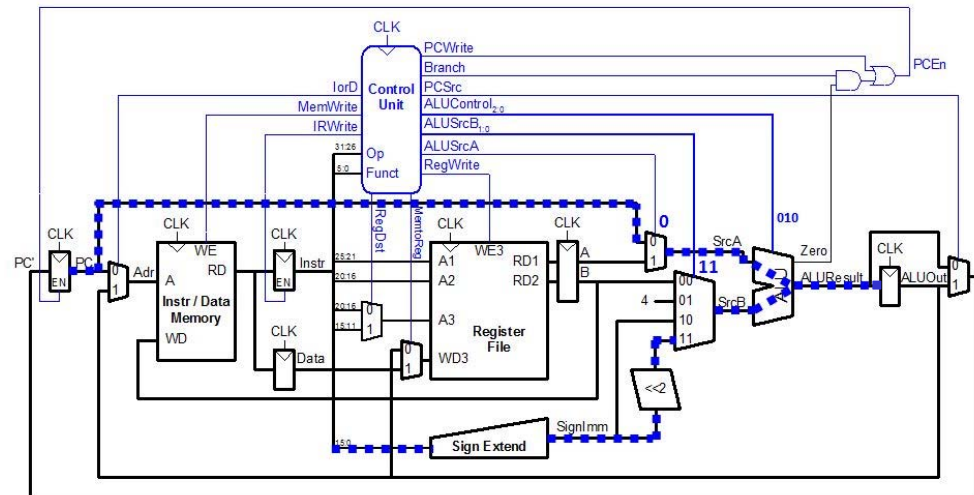 CLK
PCWrite
Branch
PCEn
IorD
Control
Unit
PCSrc
MemWrite
ALUControl2:0
IRWrite
ALUSrcB1:0
31:26
Op
ALUSrcA
5:0
Funct
RegWrite
RegDst
MemtoReg
CLK
CLK
CLK
CLK
CLK
0
010
CLK
PC'
PC
EN
0
1
Adr
WE
A
RD
Instr / Data
Memory
WD
EN
Instr
25:21
20:16
20:16
15:11
0
1
A1
A2
A3
WD3
WE3
RD1
RD2
Register
File
A
B
0
1
SrcA
11
00
01
10
11
4
SrcB
ALU
Zero
ALUResult
ALUOut
0
1
CLK
Data
0
1
<<2
15:0
Sign Extend
SignImm